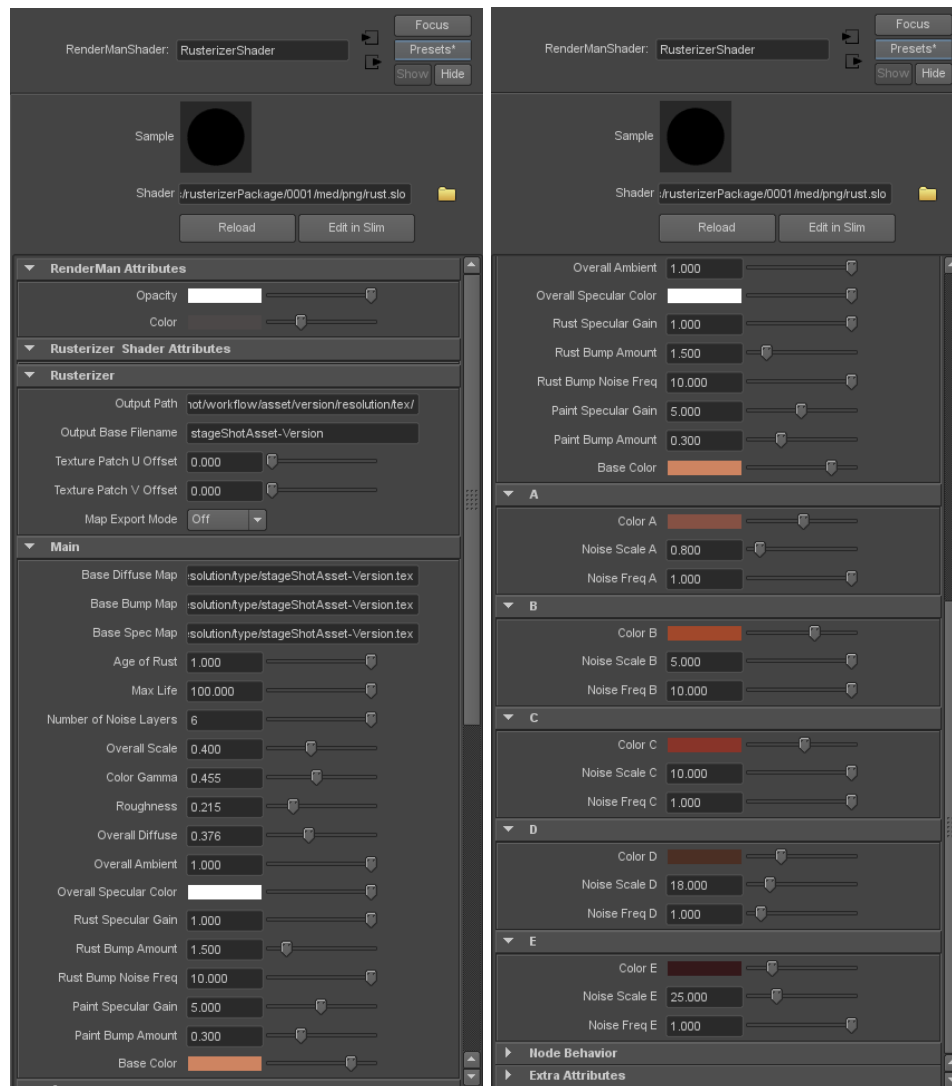 RenderManShader: RusterizerShader
Focus
Presets*
Show Hide
Sample
Shader :/rusterizerPackage/0001/med/png/rust.slo
Reload Edit in Slim
RenderMan Attributes
Opacity
Color
Rusterizer Shader Attributes
Rusterizer
Output Path not/workflow/asset/version/resolution/tex/
Output Base Filename stageShotAsset-Version
Texture Patch U Offset 0.000
Texture Patch V Offset 0.000
Map Export Mode Off
Main
Base Diffuse Map esolution/type/stageShotAsset-Version.tex
Base Bump Map esolution/type/stageShotAsset-Version.tex
Base Spec Map esolution/type/stageShotAsset-Version.tex
Age of Rust 1.000
Max Life 100.000
Number of Noise Layers 6
Overall Scale 0.400
Color Gamma 0.455
Roughness 0.215
Overall Diffuse 0.376
Overall Ambient 1.000
Overall Specular Color
Rust Specular Gain 1.000
Rust Bump Amount 1.500
Rust Bump Noise Freq 10.000
Paint Specular Gain 5.000
Paint Bump Amount 0.300
Base Color
RenderManShader: RusterizerShader
Focus
Presets*
Show Hide
Sample
Shader :/rusterizerPackage/0001/med/png/rust.slo
Reload Edit in Slim
Overall Ambient 1.000
Overall Specular Color
Rust Specular Gain 1.000
Rust Bump Amount 1.500
Rust Bump Noise Freq 10.000
Paint Specular Gain 5.000
Paint Bump Amount 0.300
Base Color
A
Color A
Noise Scale A 0.800
Noise Freq A 1.000
B
Color B
Noise Scale B 5.000
Noise Freq B 10.000
C
Color C
Noise Scale C 10.000
Noise Freq C 1.000
D
Color D
Noise Scale D 18.000
Noise Freq D 1.000
E
Color E
Noise Scale E 25.000
Noise Freq E 1.000
Node Behavior
Extra Attributes